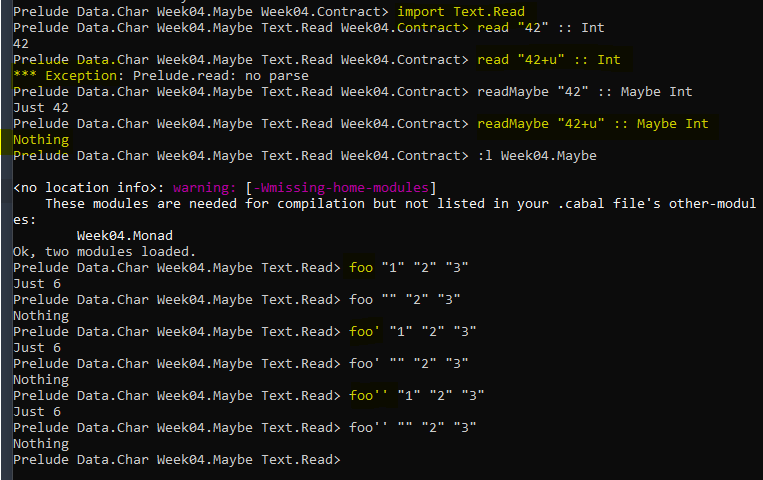 Prelude Data.Char Week04.Maybe Week04.Contract> import Text.Read
Prelude Data.Char Week04.Maybe Text.Read Week04.Contract> read "42" :: Int
42
Prelude Data.Char Week04.Maybe Text.Read Week04.Contract> read "42+u" :: Int
*** Exception: Prelude.read: no parse
Prelude Data.Char Week04.Maybe Text.Read Week04.Contract> readMaybe "42" :: Maybe Int
Just 42
Prelude Data.Char Week04.Maybe Text.Read Week04.Contract> readMaybe "42+u" :: Maybe Int
Nothing
Prelude Data.Char Week04.Maybe Text.Read Week04.Contract> :l Week04.Maybe
<no location info>: warning: [-Wmissing-home-modules]
These modules are needed for compilation but not listed in your .cabal file's other-modul
es:
Week04.Monad
Ok, two modules loaded.
Prelude Data.Char Week04.Maybe Text.Read> foo "1" "2" "3"
Just 6
Prelude Data.Char Week04.Maybe Text.Read> foo "" "2" "3"
Nothing
Prelude Data.Char Week04.Maybe Text.Read> foo' "1" "2" "3"
Just 6
Prelude Data.Char Week04.Maybe Text.Read> foo' "" "2" "3"
Nothing
Prelude Data.Char Week04.Maybe Text.Read> foo'' "1" "2" "3"
Just 6
Prelude Data.Char Week04.Maybe Text.Read> foo'' "" "2" "3"
Nothing
Prelude Data.Char Week04.Maybe Text.Read>